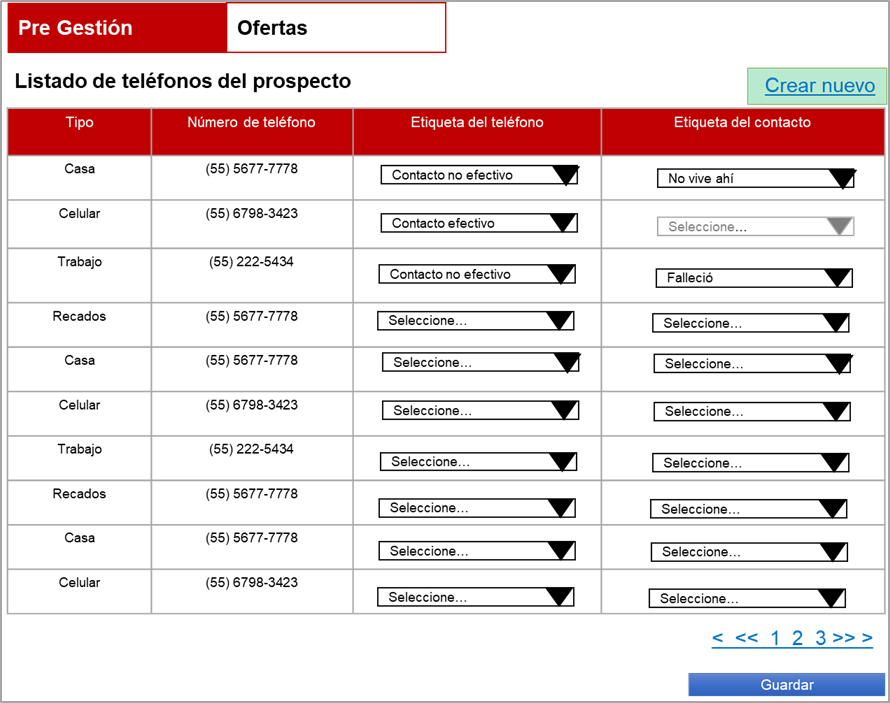 Pre Gestión Ofertas
Listado de teléfonos del prospecto
Crear nuevo
Tipo Número de teléfono Etiqueta del teléfono Etiqueta del contacto
Casa (55) 5677-7778 Contacto no efectivo No vive ahí
Celular (55) 6798-3423 Contacto efectivo Seleccione...
Trabajo (55) 222-5434 Contacto no efectivo Falleció
Recados (55) 5677-7778 Seleccione... Seleccione...
Casa (55) 5677-7778 Seleccione... Seleccione...
Celular (55) 6798-3423 Seleccione... Seleccione...
Trabajo (55) 222-5434 Seleccione... Seleccione...
Recados (55) 5677-7778 Seleccione... Seleccione...
Casa (55) 5677-7778 Seleccione... Seleccione...
Celular (55) 6798-3423 Seleccione... Seleccione...
< << 1 2 3 >> >
Guardar